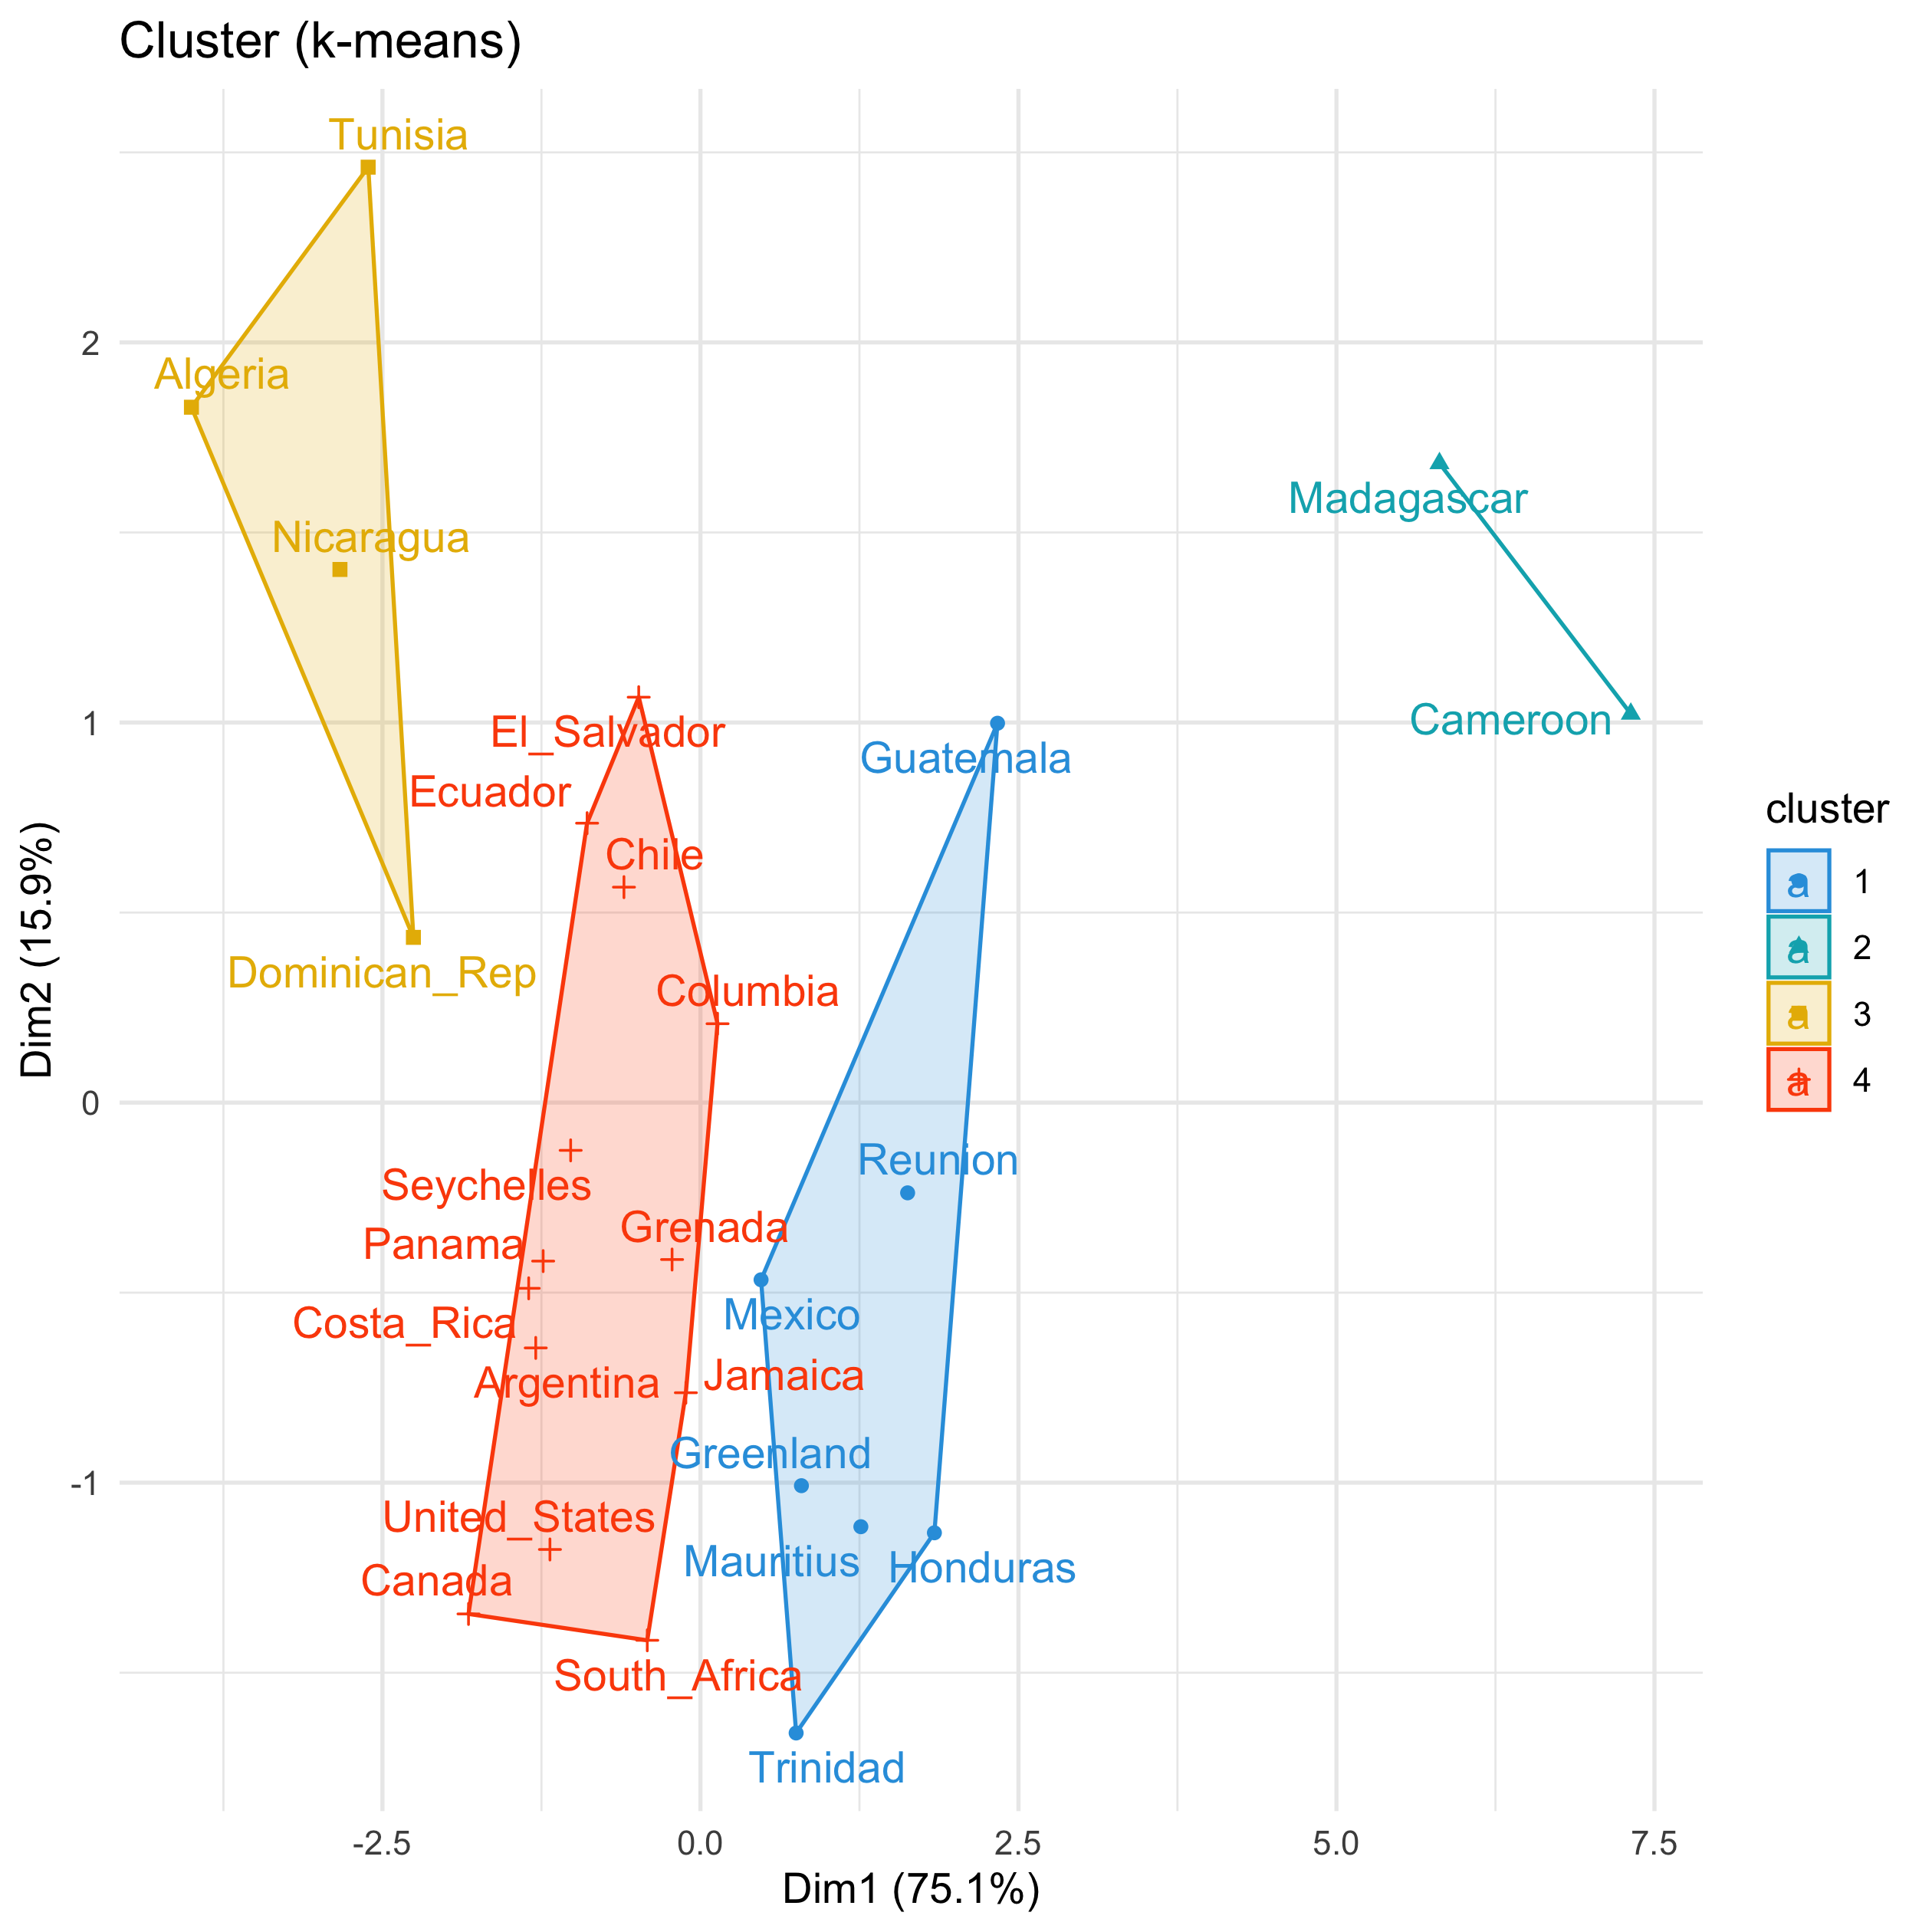 Cluster (k-means)
Tunisia
2
Algeria
Madagascar
Nicaragua
1
Cameroon
El_Salvador
Guatemala
Ecuador
Chile
Dominican_Rep
Columbia
0
Reunion
Seychelles
Grenada
Panama
Mexico
Costa_Rica
Jamaica
Argentina
Greenland
-1
United_States
Mauritius
Honduras
Canada
South_Africa
Trinidad
-2.5
0.0
2.5
5.0
7.5
Dim1 (75.1%)
Dim2 (15.9%)
cluster
a 1
a 2
a 3
a 4